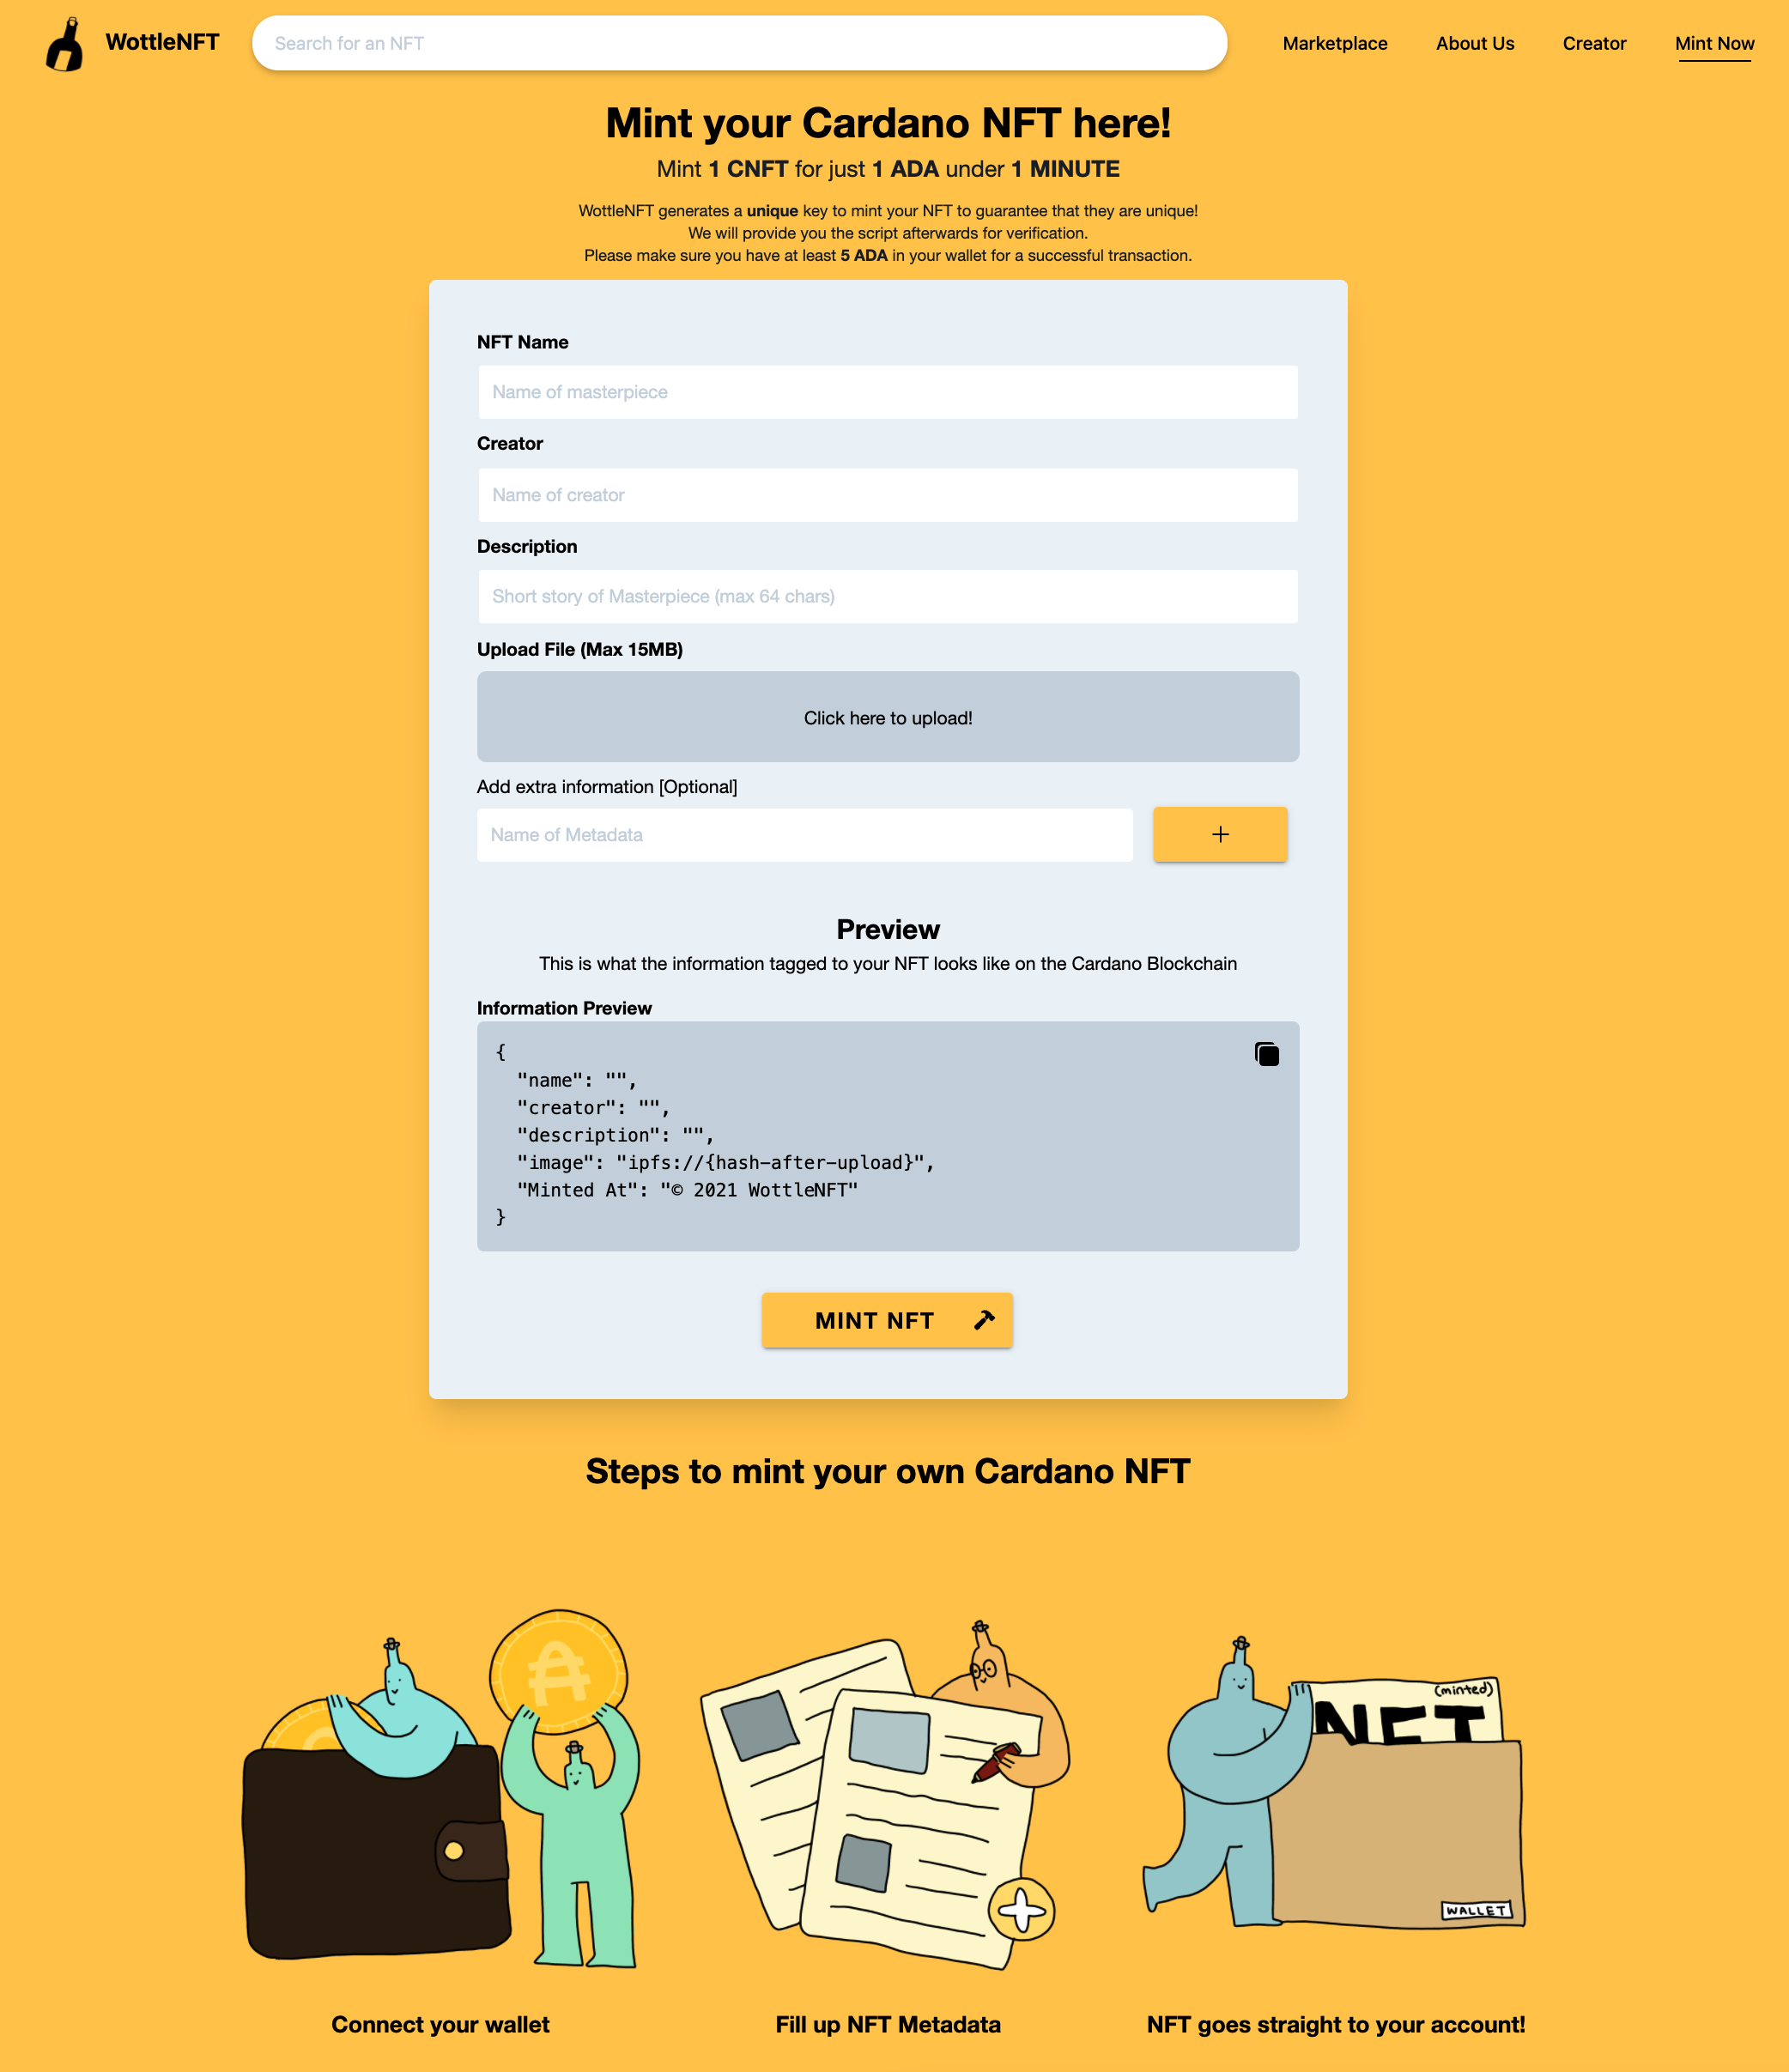 WottleNFT
Search for an NFT
Marketplace
About Us
Creator
Mint Now
Mint your Cardano NFT here!
Mint 1 CNFT for just 1 ADA under 1 MINUTE
WottleNFT generates a unique key to mint your NFT to guarantee that they are unique!
We will provide you the script afterwards for verification.
Please make sure you have at least 5 ADA in your wallet for a successful transaction.
NFT Name
Name of masterpiece
Creator
Name of creator
Description
Short story of Masterpiece (max 64 chars)
Upload File (Max 15MB)
Click here to upload!
Add extra information [Optional]
Name of Metadata
+
Preview
This is what the information tagged to your NFT looks like on the Cardano Blockchain
Information Preview
{
"name": "",
"creator": "",
"description": "",
"image": "ipfs://{hash-after-upload}",
"Minted At": "© 2021 WottleNFT"
}
MINT NFT
Steps to mint your own Cardano NFT
(minted)
NFT
WALLET
Connect your wallet
Fill up NFT Metadata
NFT goes straight to your account!